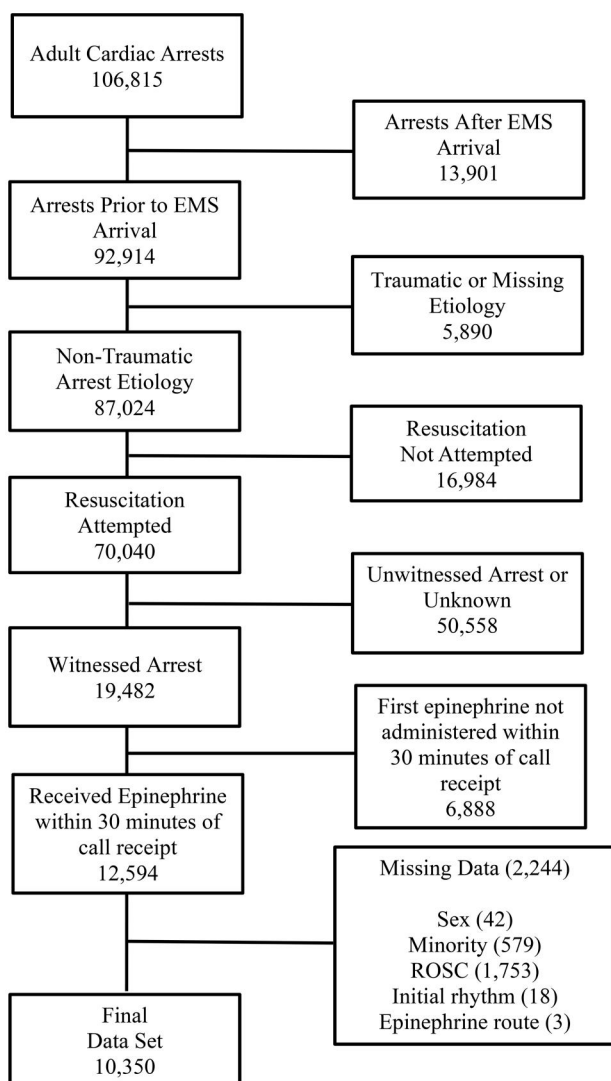 Adult Cardiac Arrests
106,815
Arrests After EMS
Arrival
13,901
Arrests Prior to EMS
Arrival
92,914
Traumatic or Missing
Etiology
5,890
Non-Traumatic
Arrest Etiology
87,024
Resuscitation
Not Attempted
16,984
Resuscitation
Attempted
70,040
Unwitnessed Arrest or
Unknown
50,558
Witnessed Arrest
19,482
First epinephrine not
administered within
30 minutes of call
receipt
6,888
Received Epinephrine
within 30 minutes of
call receipt
12,594
Missing Data (2,244)
Sex (42)
Minority (579)
ROSC (1,753)
Initial rhythm (18)
Epinephrine route (3)
Final
Data Set
10,350